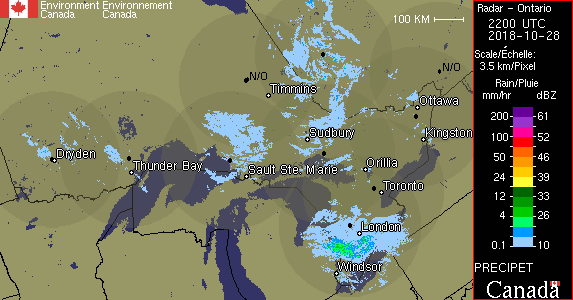 Environment Environnement
Canada Canada
100 KM
Radar - Ontario
2200 UTC
2018-10-28
Scale/Échelle:
3.5 km/Pixel
Rain/Pluie
mm/hr dBZ
200 61
100 52
50 46
24 39
12 33
4 26
0.1 10
PRECIPET
Canada
N/O
N/O
Timmins
Ottawa
Sudbury
Kingston
Dryden
Thunder Bay
Sault Ste. Marie
Orillia
Toronto
London
Windsor